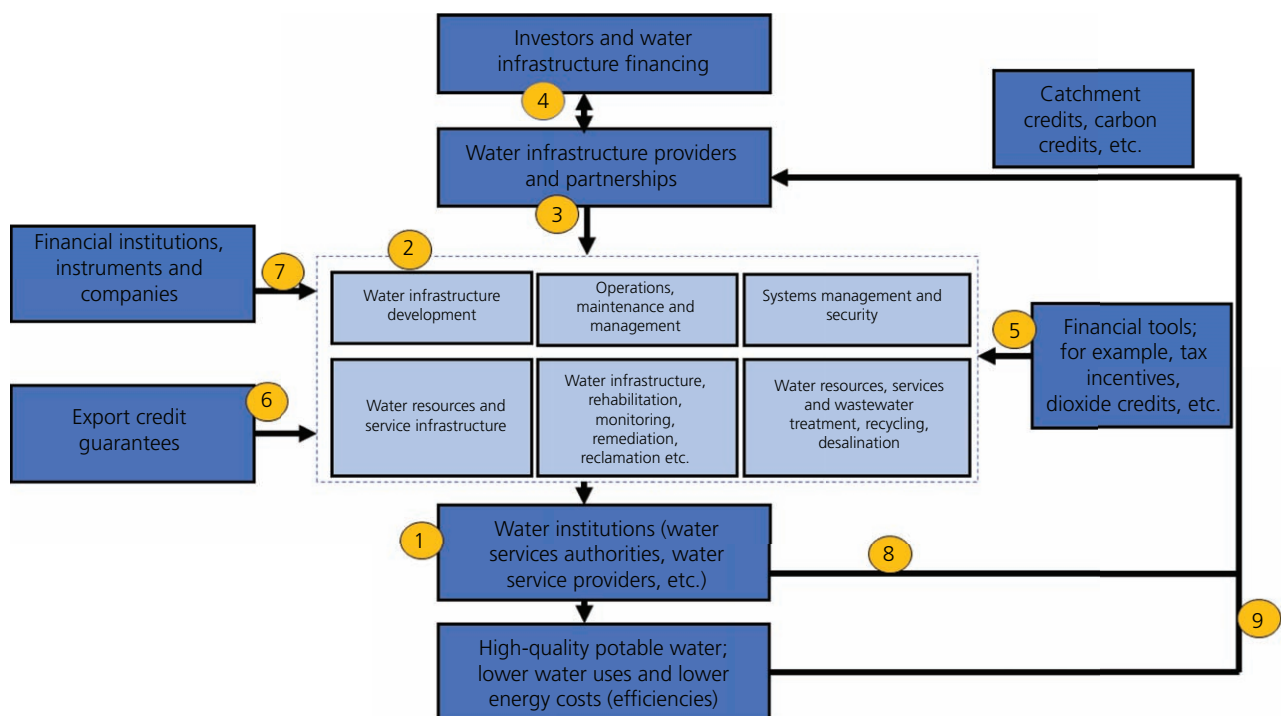 Investors and water
infrastructure financing
4
Catchment
credits, carbon
credits, etc.
Water infrastructure providers
and partnerships
3
Financial institutions,
instruments and
companies
7
2
Water infrastructure
development
Operations,
maintenance and
management
Systems management and
security
5
Financial tools;
for example, tax
incentives,
dioxide credits, etc.
Export credit
guarantees
6
Water resources and
service infrastructure
Water infrastructure,
rehabilitation,
monitoring,
remediation,
reclamation etc.
Water resources, services
and wastewater
treatment, recycling,
desalination
1
Water institutions (water
services authorities, water
service providers, etc.)
8
9
High-quality potable water;
lower water uses and lower
energy costs (efficiencies)